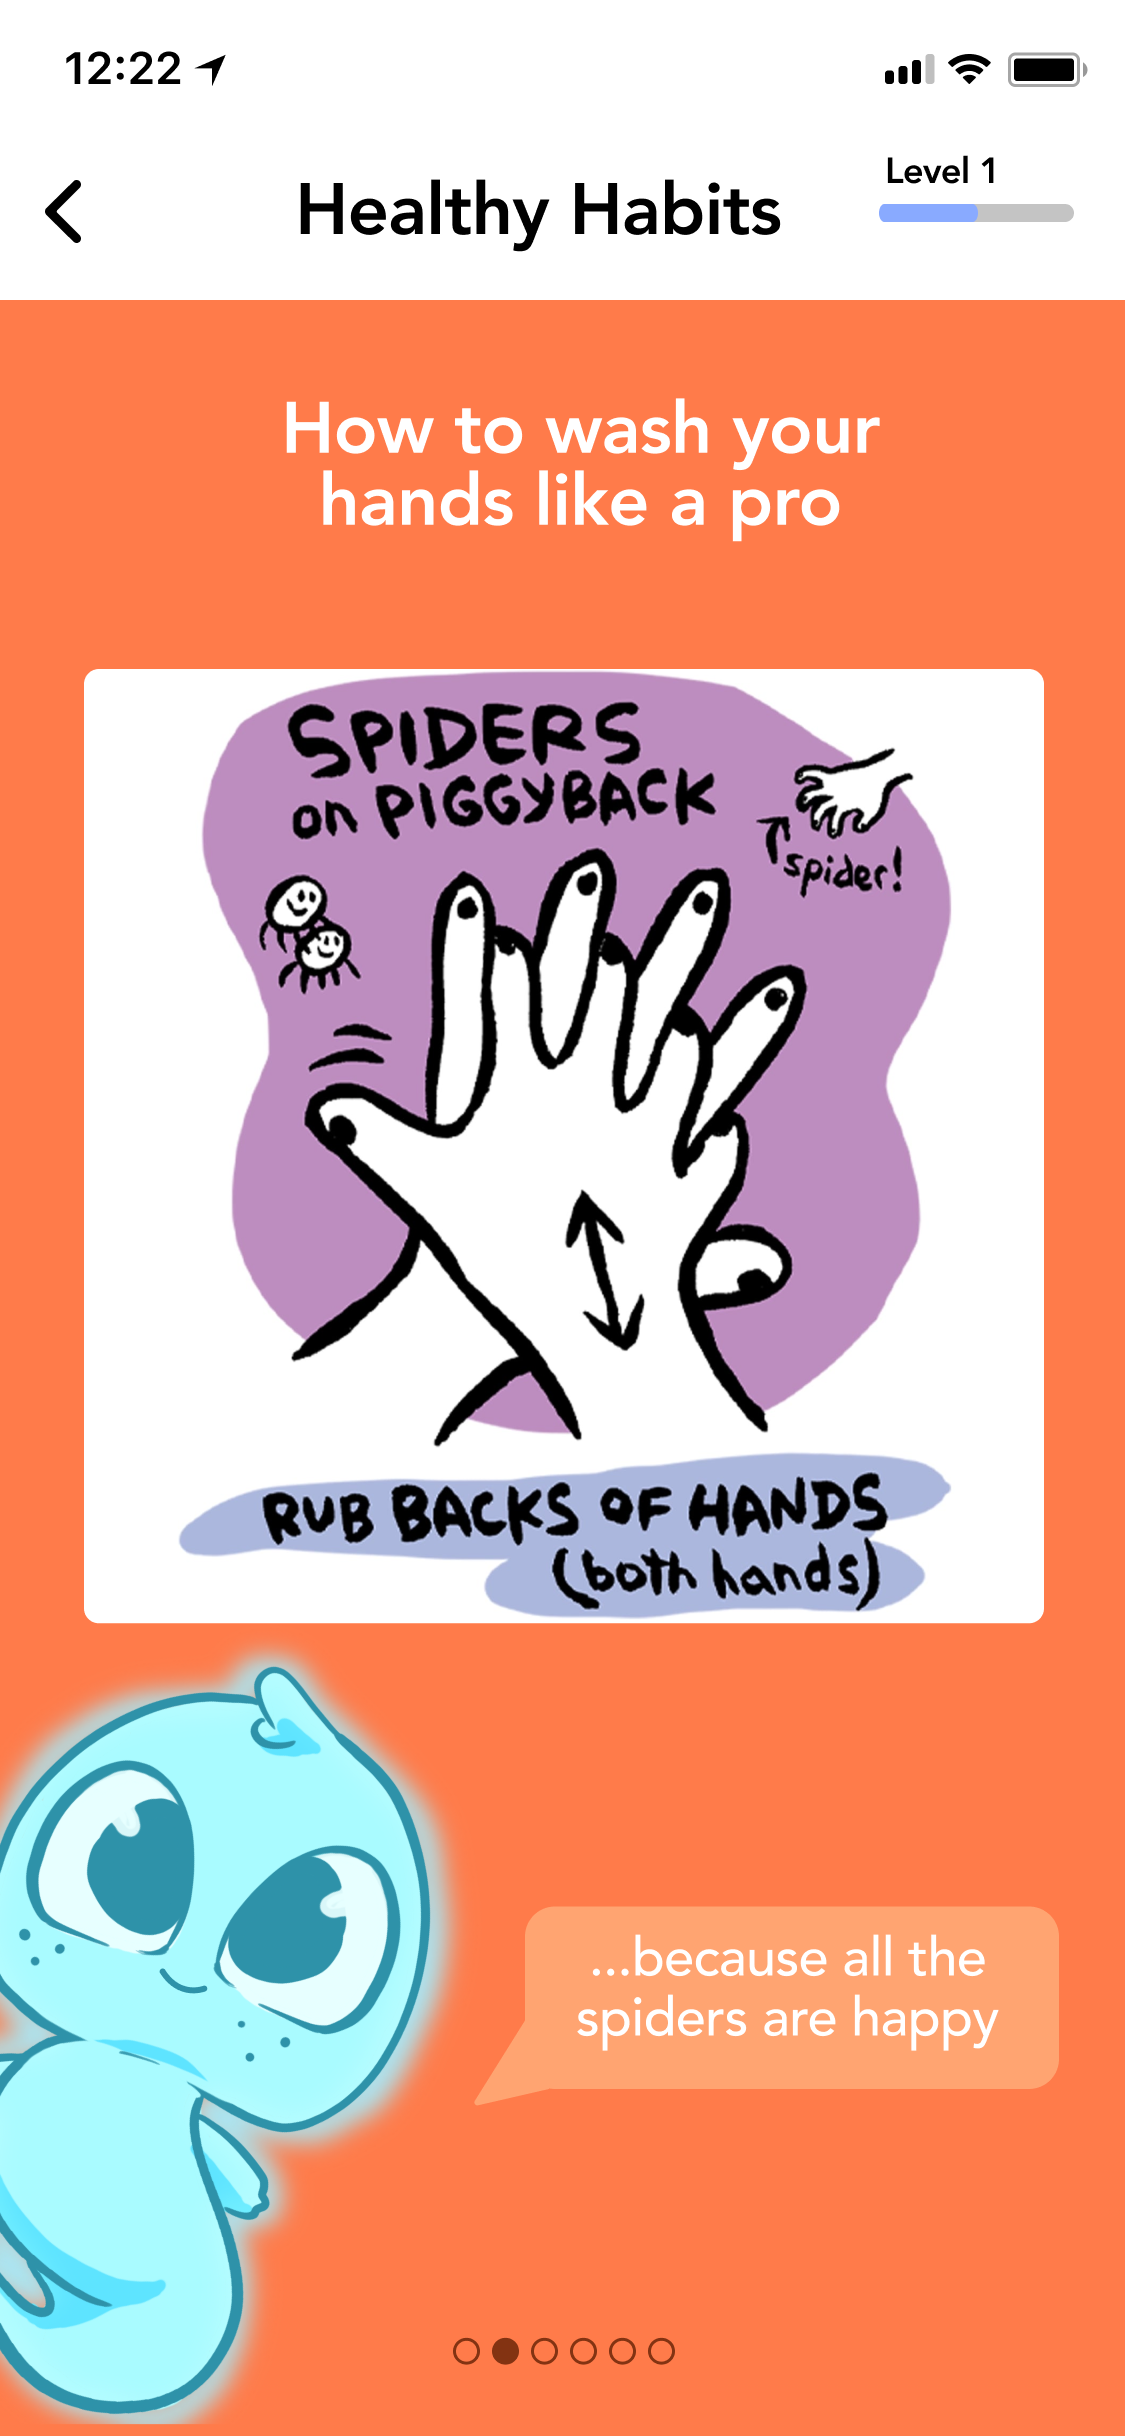 12:22
Level 1
Healthy Habits
How to wash your
hands like a pro
SPIDERS
on PIGGYBACK
spider!
RUB BACKS OF HANDS
(both hands)
...because all the
spiders are happy